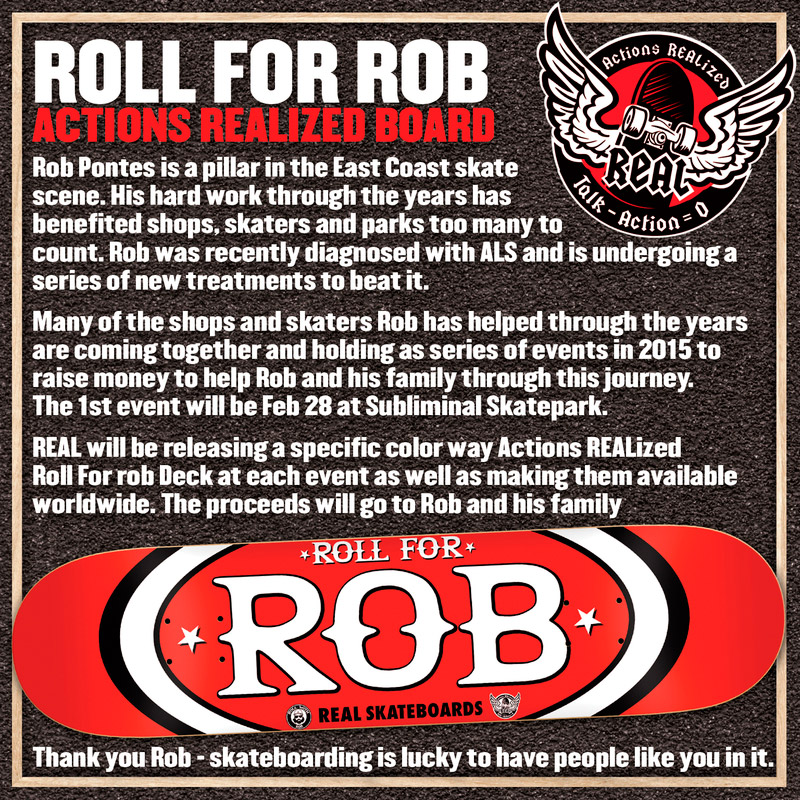 ROLL FOR ROB
ACTIONS REALIZED BOARD
Actions REALized
REAL
Talk - Action = 0
Rob Pontes is a pillar in the East Coast skate
scene. His hard work through the years has
benefited shops, skaters and parks too many to
count. Rob was recently diagnosed with ALS and is undergoing a
series of new treatments to beat it.
Many of the shops and skaters Rob has helped through the years
are coming together and holding as series of events in 2015 to
raise money to help Rob and his family through this journey.
The 1st event will be Feb 28 at Subliminal Skatepark.
REAL will be releasing a specific color way Actions REALized
Roll For rob Deck at each event as well as making them available
worldwide. The proceeds will go to Rob and his family
ROLL FOR
ROB
REAL SKATEBOARDS
Thank you Rob - skateboarding is lucky to have people like you in it.